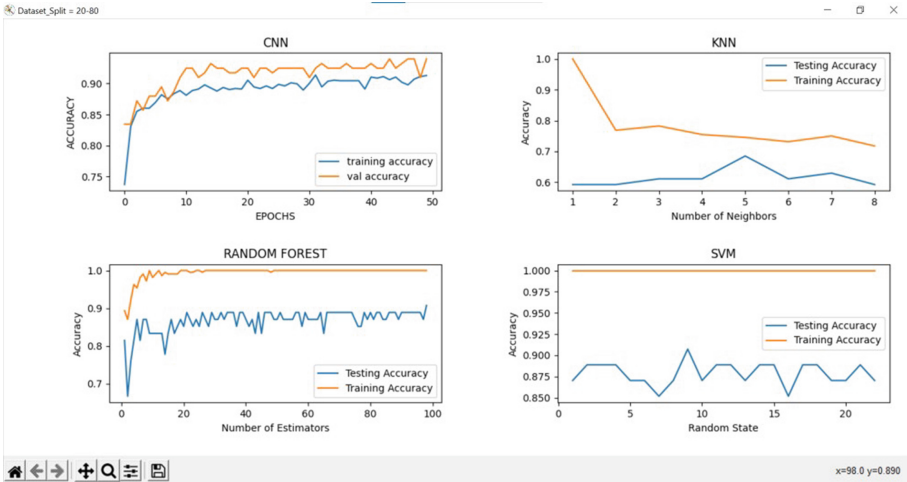 Dataset_Split = 20-80
CNN
ACCURACY
0.90
0.85
0.80
0.75
training accuracy
val accuracy
0 10 20 30 40 50
EPOCHS
KNN
Accuracy
1.0
0.9
0.8
0.7
0.6
Testing Accuracy
Training Accuracy
1 2 3 4 5 6 7 8
Number of Neighbors
RANDOM FOREST
Accuracy
1.0
0.9
0.8
0.7
Testing Accuracy
Training Accuracy
0 20 40 60 80 100
Number of Estimators
SVM
Accuracy
1.000
0.975
0.950
0.925
0.900
0.875
0.850
Testing Accuracy
Training Accuracy
0 5 10 15 20
Random State
x=98.0 y=0.890